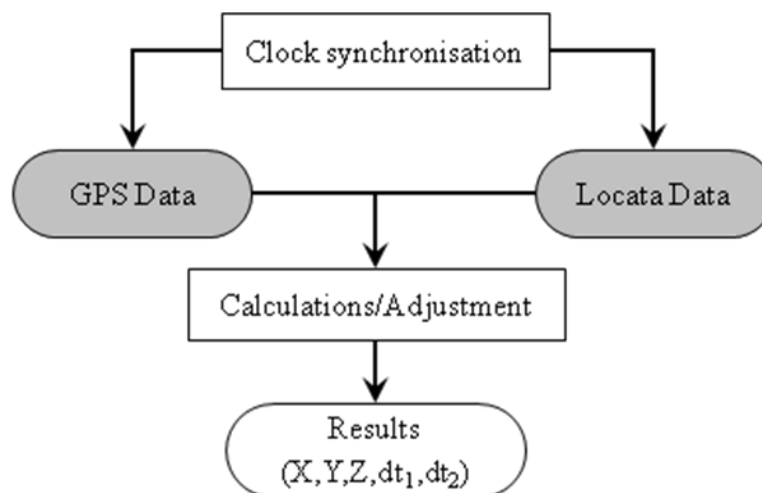 Clock synchronisation
GPS Data
Locata Data
Calculations/Adjustment
Results
(X,Y,Z,dt₁,dt₂)